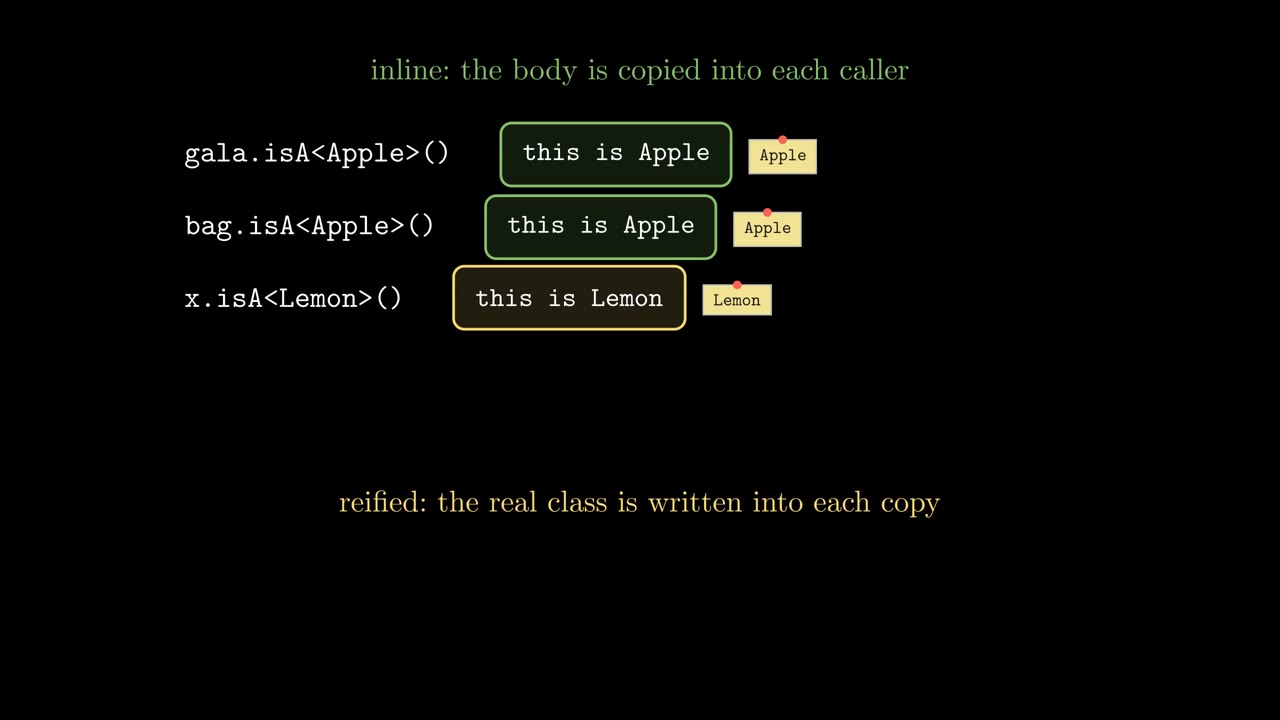 inline: the body is copied into each caller
gala.isA<Apple>() this is Apple Apple
bag.isA<Apple>() this is Apple Apple
x.isA<Lemon>() this is Lemon Lemon
reified: the real class is written into each copy